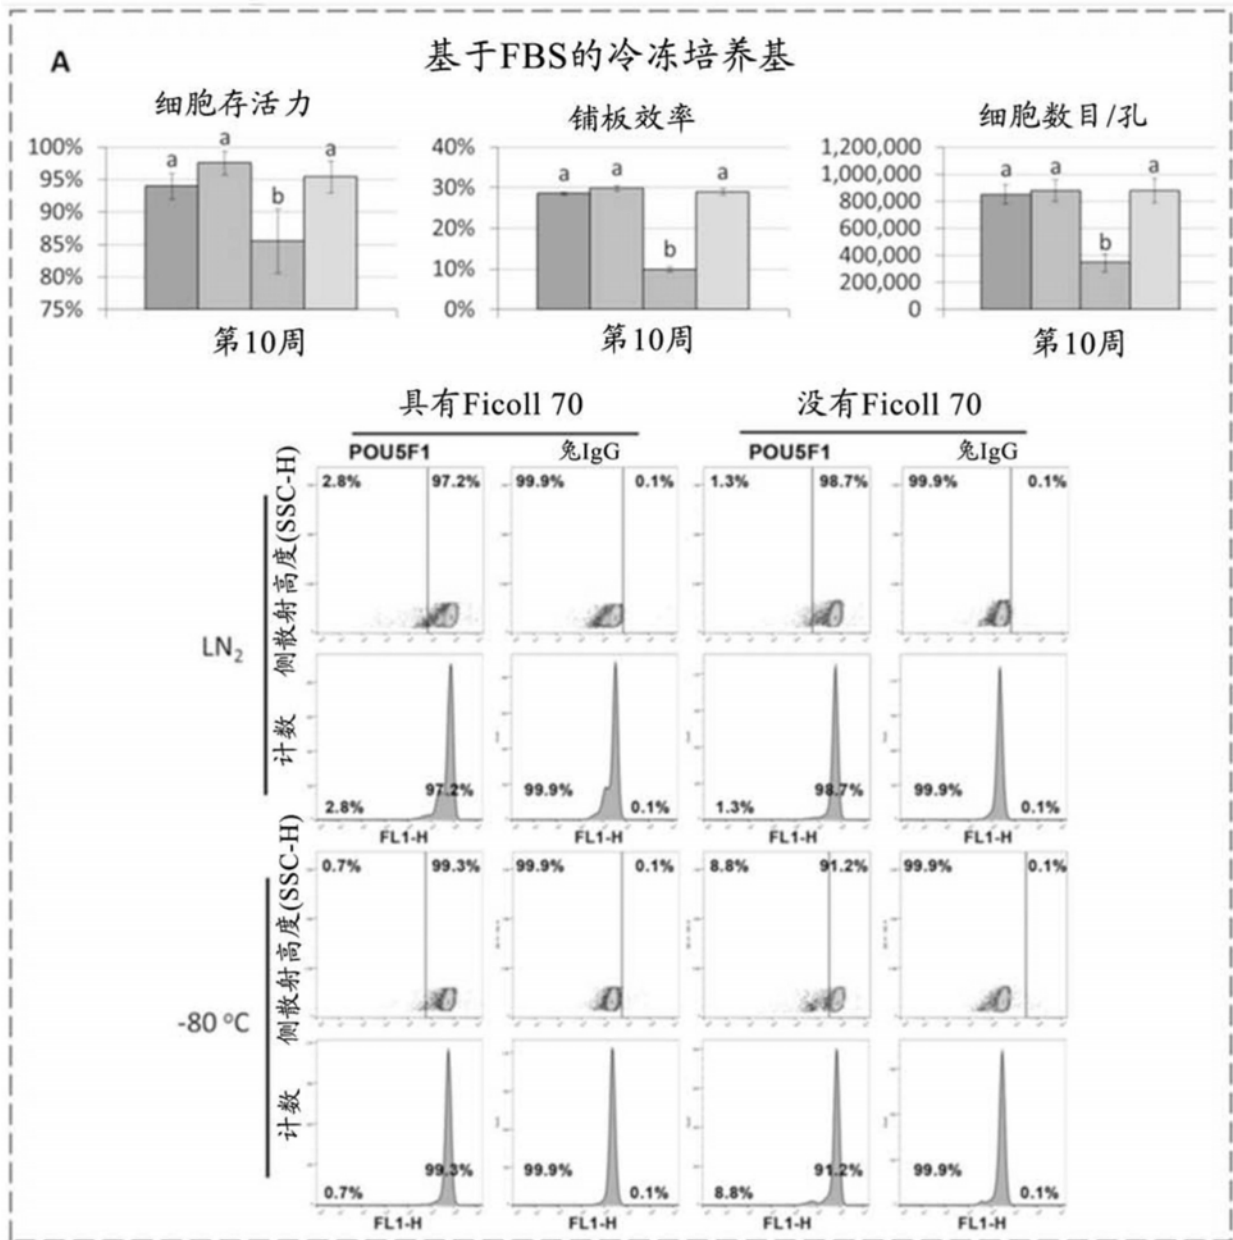 A
基于FBS的冷冻培养基
细胞存活力
铺板效率
细胞数目/孔
100%
95%
90%
85%
80%
75%
a
a
b
a
第10周
40%
30%
20%
10%
0%
a
a
b
a
第10周
1,200,000
1,000,000
800,000
600,000
400,000
200,000
0
a
a
b
a
第10周
具有Ficoll 70
没有Ficoll 70
POU5F1
兔IgG
POU5F1
兔IgG
LN2
侧散射高度(SSC-H)
2.8% 97.2%
99.9% 0.1%
1.3% 98.7%
99.9% 0.1%
计数
97.2%
2.8%
99.9%
0.1%
98.7%
1.3%
99.9%
0.1%
FL1-H
FL1-H
FL1-H
FL1-H
-80 °C
侧散射高度(SSC-H)
0.7% 99.3%
99.9% 0.1%
8.8% 91.2%
99.9% 0.1%
计数
99.3%
0.7%
99.9%
0.1%
91.2%
8.8%
99.9%
0.1%
FL1-H
FL1-H
FL1-H
FL1-H